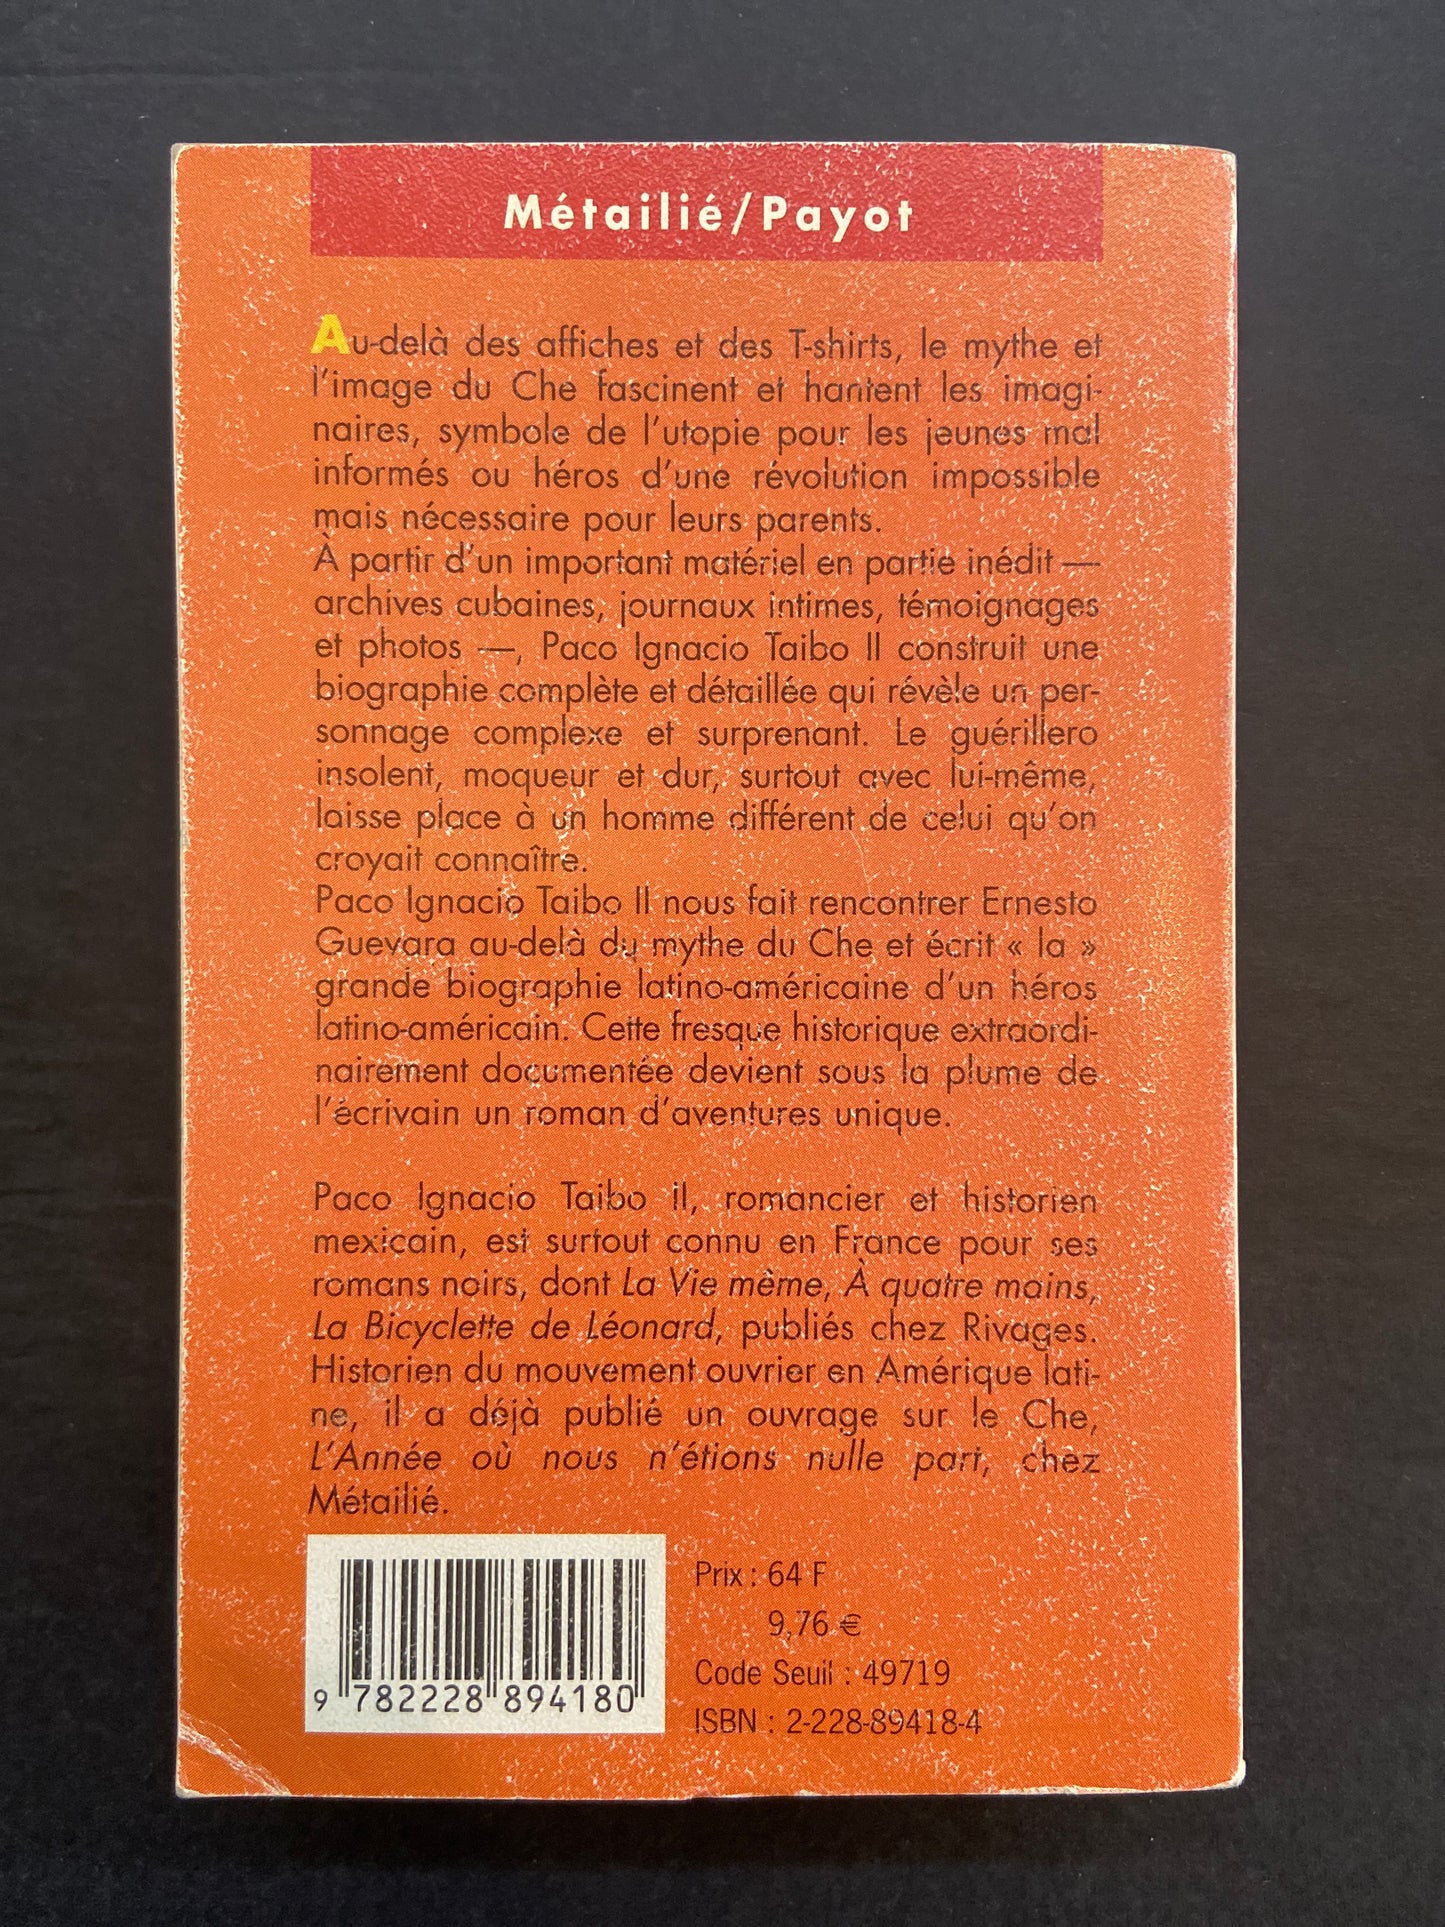 Métailié/Payot
Au-delà des affiches et des T-shirts, le mythe et
l'image du Che fascinent et hantent les imagi-
naires, symbole de l'utopie pour les jeunes mal
informés ou héros d'une révolution impossible
mais nécessaire pour leurs parents.
À partir d'un important matériel en partie inédit —
archives cubaines, journaux intimes, témoignages
et photos —, Paco Ignacio Taibo II construit une
biographie complète et détaillée qui révèle un per-
sonnage complexe et surprenant. Le guérillero
insolent, moqueur et dur, surtout avec lui-même,
laisse place à un homme différent de celui qu'on
croyait connaître.
Paco Ignacio Taibo II nous fait rencontrer Ernesto
Guevara au-delà du mythe du Che et écrit « la »
grande biographie latino-américaine d'un héros
latino-américain. Cette fresque historique extraordi-
nairement documentée devient sous la plume de
l'écrivain un roman d'aventures unique.
Paco Ignacio Taibo II, romancier et historien
mexicain, est surtout connu en France pour ses
romans noirs, dont La Vie même, À quatre mains,
La Bicyclette de Léonard, publiés chez Rivages.
Historien du mouvement ouvrier en Amérique lati-
ne, il a déjà publié un ouvrage sur le Che,
L'Année où nous n'étions nulle part, chez
Métailié.
Prix : 64 F
9,76 €
Code Seuil : 49719
ISBN : 2-228-89418-4
9 782228 894180